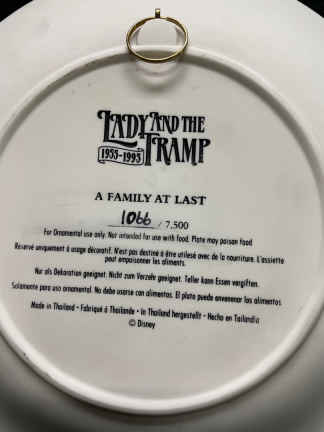 LADY AND THE
1955-1995 TRAMP
A FAMILY AT LAST
1066 / 7,500
For Ornamental use only. Not intended for use with food. Plate may poison food
Réservé uniquement à usage décoratif. N'est pas destiné à être utilisé avec de la nourriture. L'assiette
peut empoisonner les aliments.
Nur als Dekoration geeignet. Nicht zum Verzehr geeignet. Teller kann Essen vergiften.
Solamente para uso ornamental. No debe usarse con alimentos. El plato puede envenenar los alimentos
Made in Thailand • Fabriqué à Thaïlande • In Thailand hergestellt • Hecho en Tailandia
© Disney